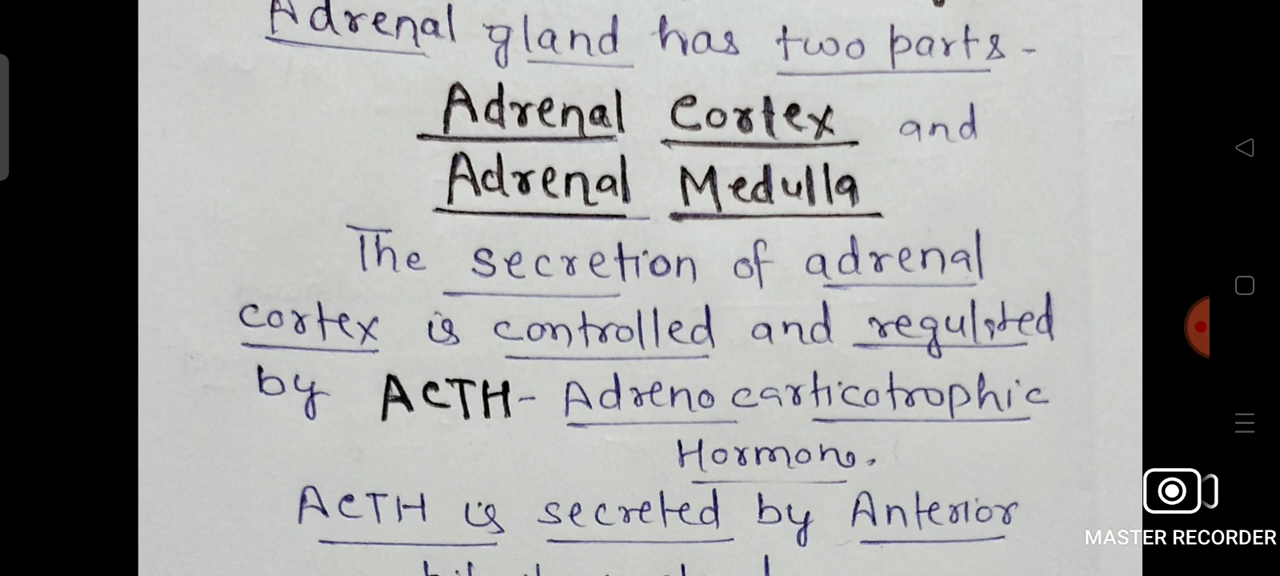 Adrenal gland has two parts-
Adrenal Cortex and
Adrenal Medulla
The secretion of adrenal
cortex is controlled and regulated
by ACTH- Adreno carticotrophic
Hormone.
ACTH is secreted by Anterior
MASTER RECORDER